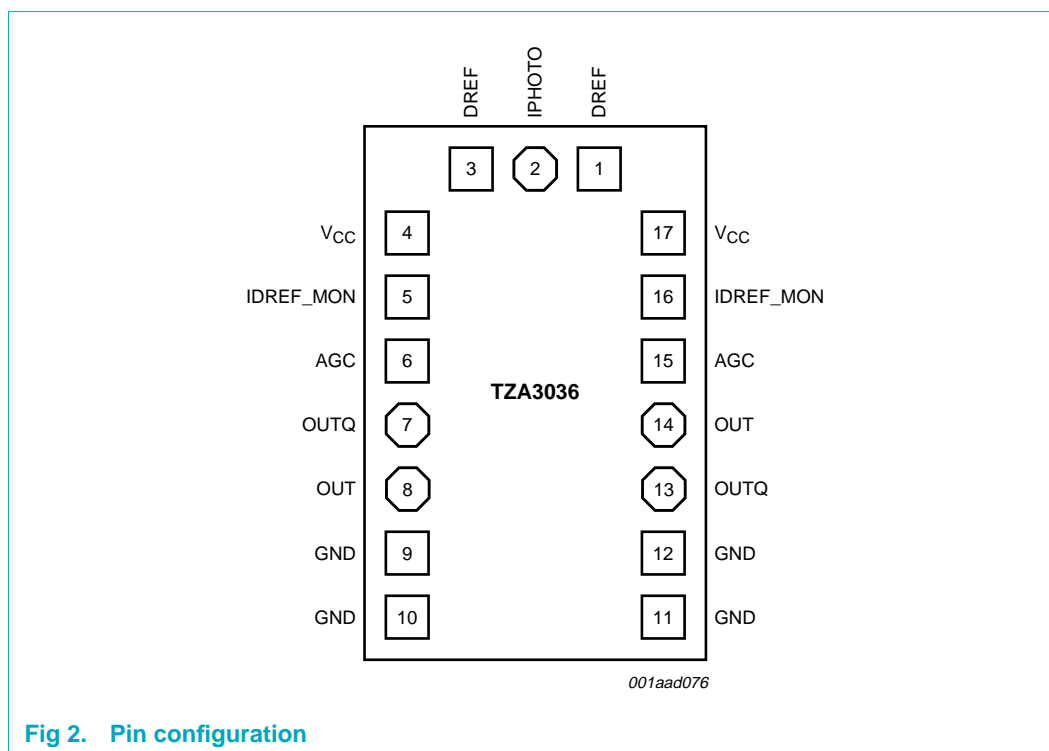 DREF
IPHOTO
DREF
3
2
1
VCC
4
17
VCC
IDREF_MON
5
16
IDREF_MON
AGC
6
15
AGC
TZA3036
OUTQ
7
14
OUT
OUT
8
13
OUTQ
GND
9
12
GND
GND
10
11
GND
001aad076
Fig 2. Pin configuration